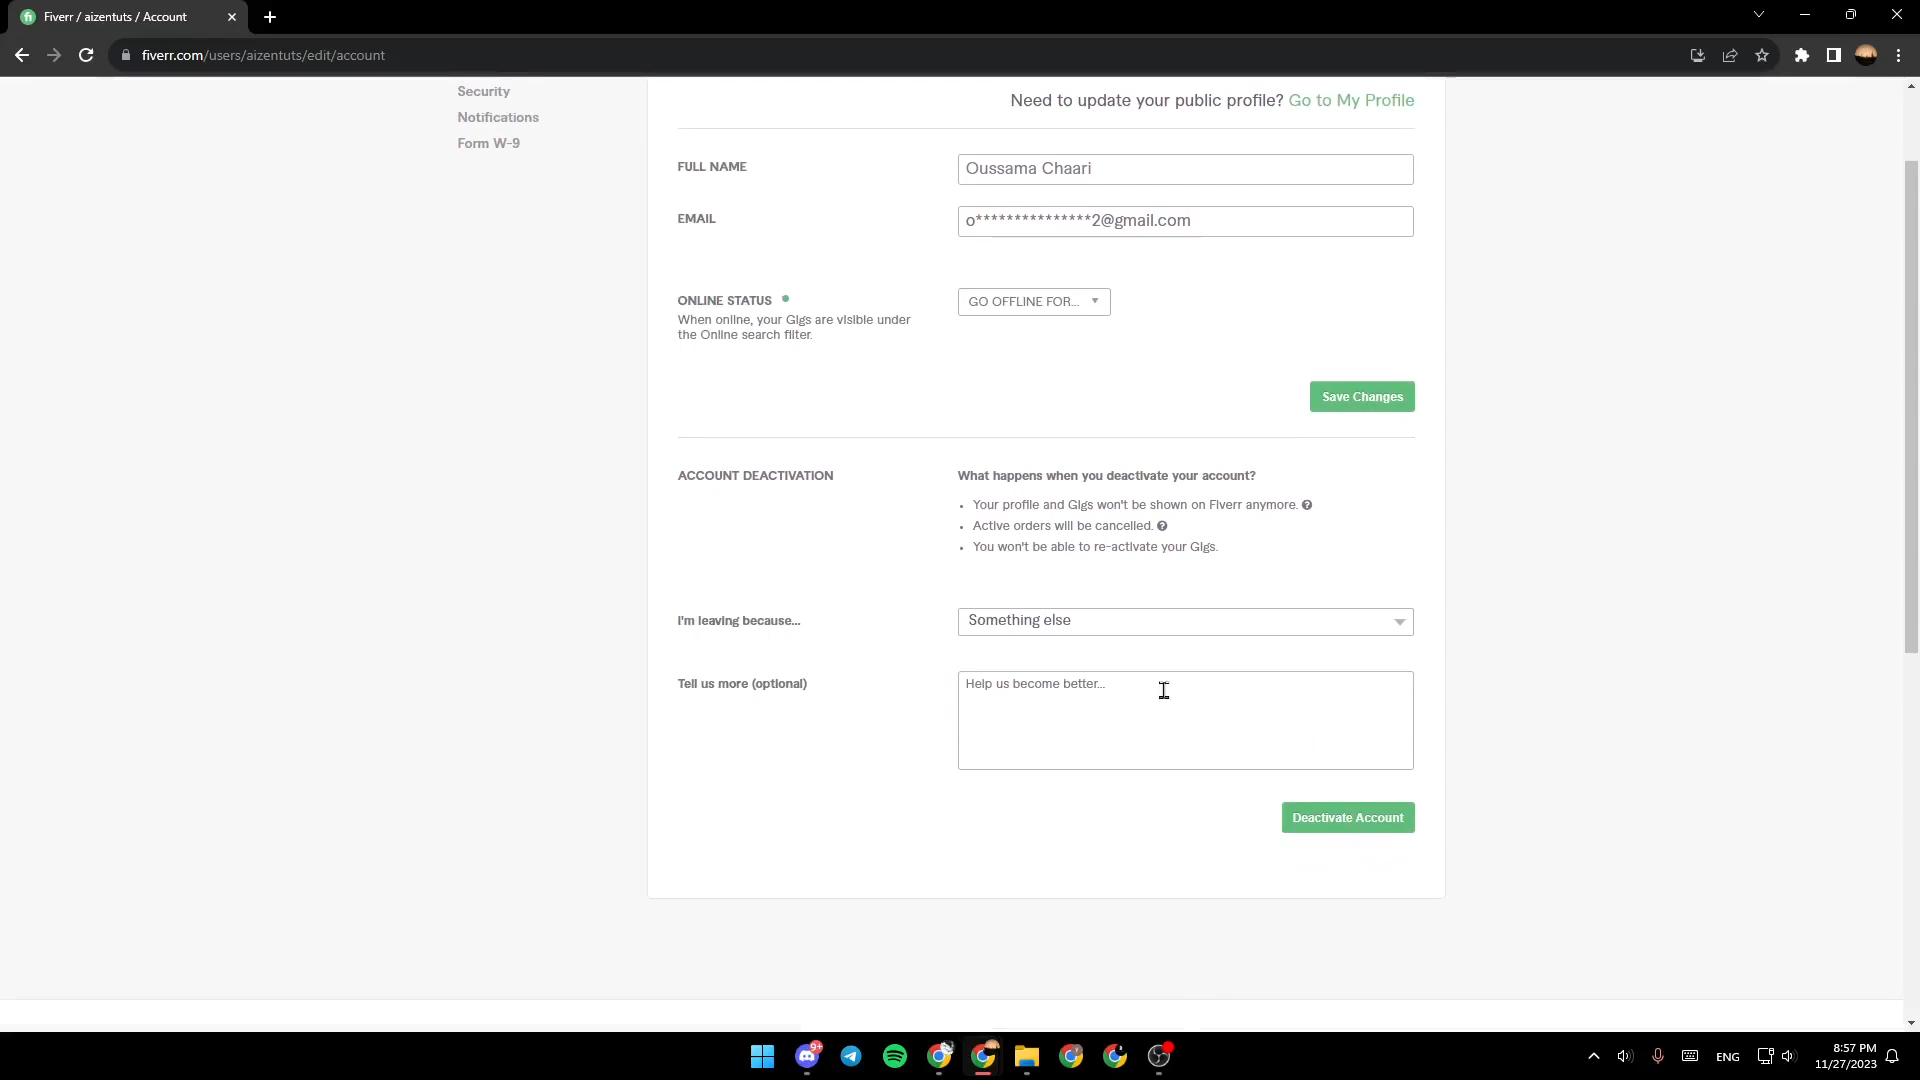 Fiverr / aizentuts / Account
fiverr.com/users/aizentuts/edit/account
Security
Notifications
Form W-9
Need to update your public profile? Go to My Profile
FULL NAME
Oussama Chaari
EMAIL
o***************2@gmail.com
ONLINE STATUS
When online, your Gigs are visible under
the Online search filter.
GO OFFLINE FOR...
Save Changes
ACCOUNT DEACTIVATION
What happens when you deactivate your account?
• Your profile and Gigs won't be shown on Fiverr anymore.
• Active orders will be cancelled.
• You won't be able to re-activate your Gigs.
I'm leaving because...
Something else
Tell us more (optional)
Help us become better...
Deactivate Account
9+
ENG
8:57 PM
11/27/2023